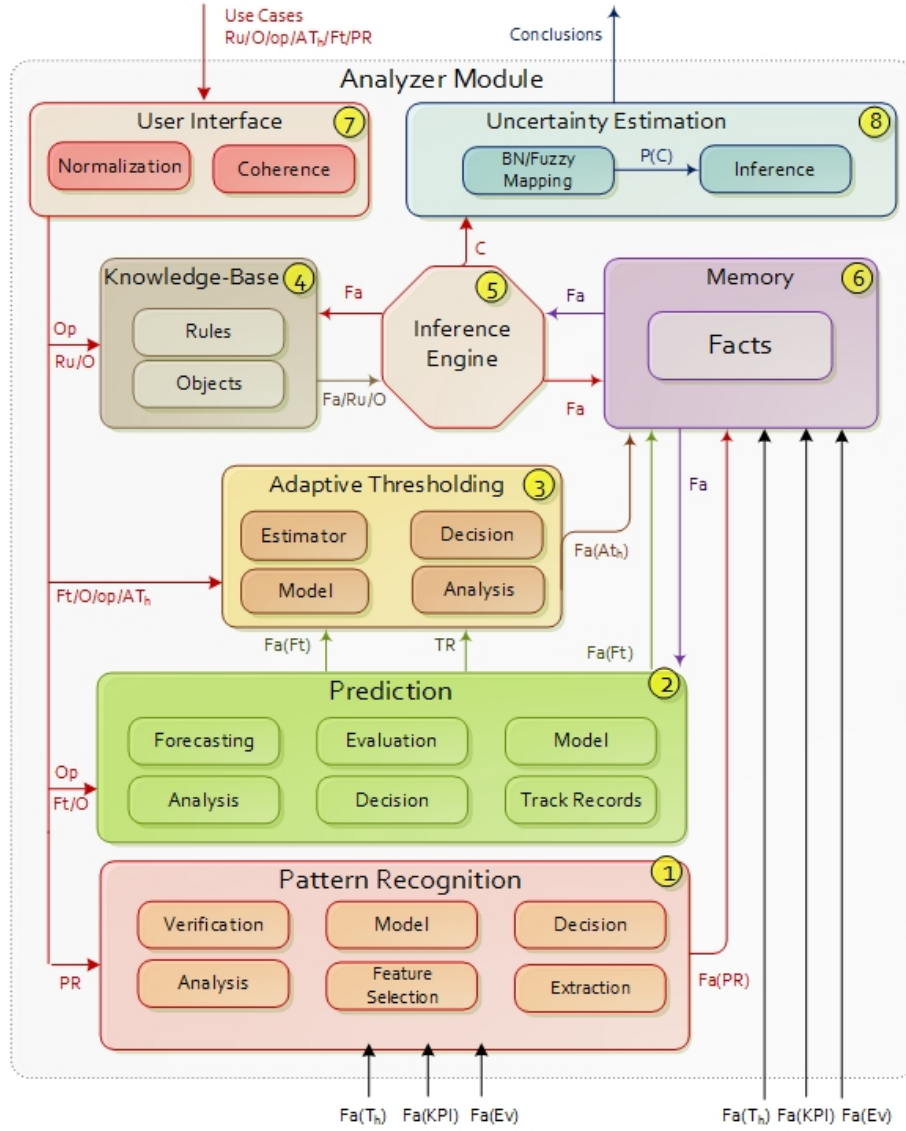 Use Cases
Ru/O/op/ATh/Ft/PR
Conclusions
Analyzer Module
User Interface
7
Normalization
Coherence
Uncertainty Estimation
8
BN/Fuzzy
Mapping
P(C)
Inference
C
Knowledge-Base
4
Rules
Objects
Op
Ru/O
Fa
Fa/Ru/O
5
Inference
Engine
Fa
Fa
Memory
6
Facts
Adaptive Thresholding
3
Estimator
Decision
Model
Analysis
Ft/O/op/ATh
Fa(Ath)
Fa
Fa(Ft)
TR
Fa(Ft)
Prediction
2
Forecasting
Evaluation
Model
Analysis
Decision
Track Records
Op
Ft/O
Pattern Recognition
1
Verification
Model
Decision
Analysis
Feature
Selection
Extraction
PR
Fa(PR)
Fa(Th)
Fa(KPI)
Fa(Ev)
Fa(Th)
Fa(KPI)
Fa(Ev)